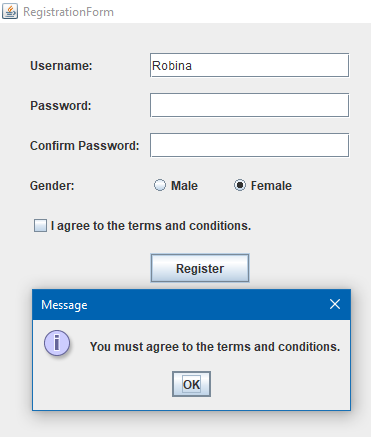 RegistrationForm
Username: Robina
Password:
Confirm Password:
Gender: Male Female
I agree to the terms and conditions.
Register
Message
i You must agree to the terms and conditions.
OK